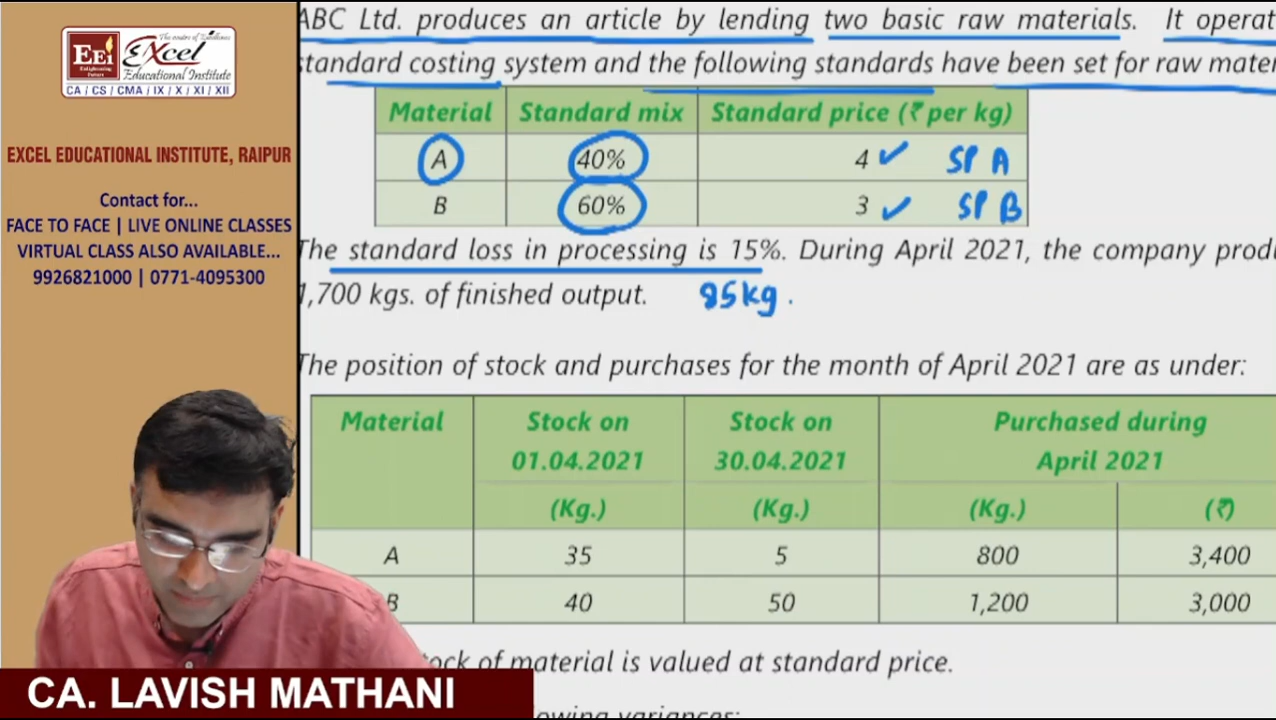 The centre of Excellence
EEi
Excel
Educational Institute
CA / CS / CMA / IX / X / XI / XII
EXCEL EDUCATIONAL INSTITUTE, RAIPUR
Contact for...
FACE TO FACE | LIVE ONLINE CLASSES
VIRTUAL CLASS ALSO AVAILABLE...
9926821000 | 0771-4095300
ABC Ltd. produces an article by lending two basic raw materials. It operat
standard costing system and the following standards have been set for raw mater
Material Standard mix Standard price (₹ per kg)
A 40% 4 ✓ SP A
B 60% 3 ✓ SP B
The standard loss in processing is 15%. During April 2021, the company prod
1,700 kgs. of finished output. 85kg.
The position of stock and purchases for the month of April 2021 are as under:
Material Stock on Stock on Purchased during
01.04.2021 30.04.2021 April 2021
(Kg.) (Kg.) (Kg.) (₹)
A 35 5 800 3,400
B 40 50 1,200 3,000
ock of material is valued at standard price.
owing variances:
CA. LAVISH MATHANI